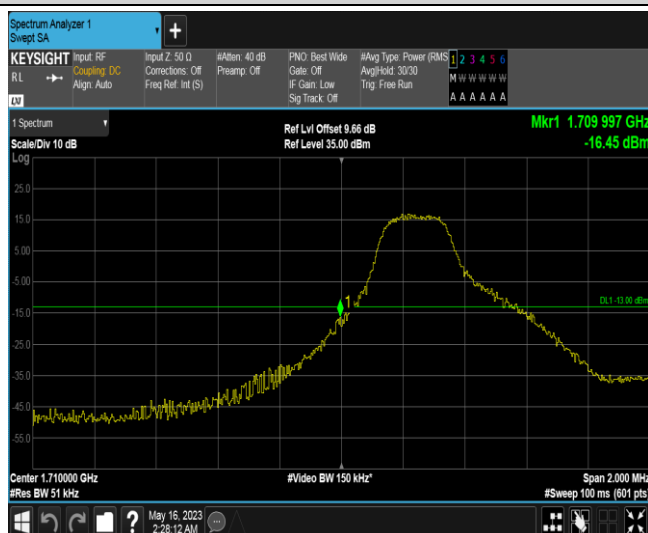 Spectrum Analyzer 1
Swept SA
+
KEYSIGHT
RL
LXI
Input: RF
Coupling: DC
Align: Auto
Input Z: 50 Ω
Corrections: Off
Freq Ref: Int (S)
#Atten: 40 dB
Preamp: Off
PNO: Best Wide
Gate: Off
IF Gain: Low
Sig Track: Off
#Avg Type: Power (RMS
Avg|Hold: 30/30
Trig: Free Run
1 2 3 4 5 6
M W W W W W
A A A A A A
1 Spectrum
Scale/Div 10 dB
Log
Ref Lvl Offset 9.66 dB
Ref Level 35.00 dBm
Mkr1 1.709 997 GHz
-16.45 dBm
25.0
15.0
5.00
-5.00
-15.0
-25.0
-35.0
-45.0
-55.0
1
DL1 -13.00 dBm
Center 1.710000 GHz
#Res BW 51 kHz
#Video BW 150 kHz*
Span 2.000 MHz
#Sweep 100 ms (601 pts)
?
May 16, 2023
2:28:12 AM